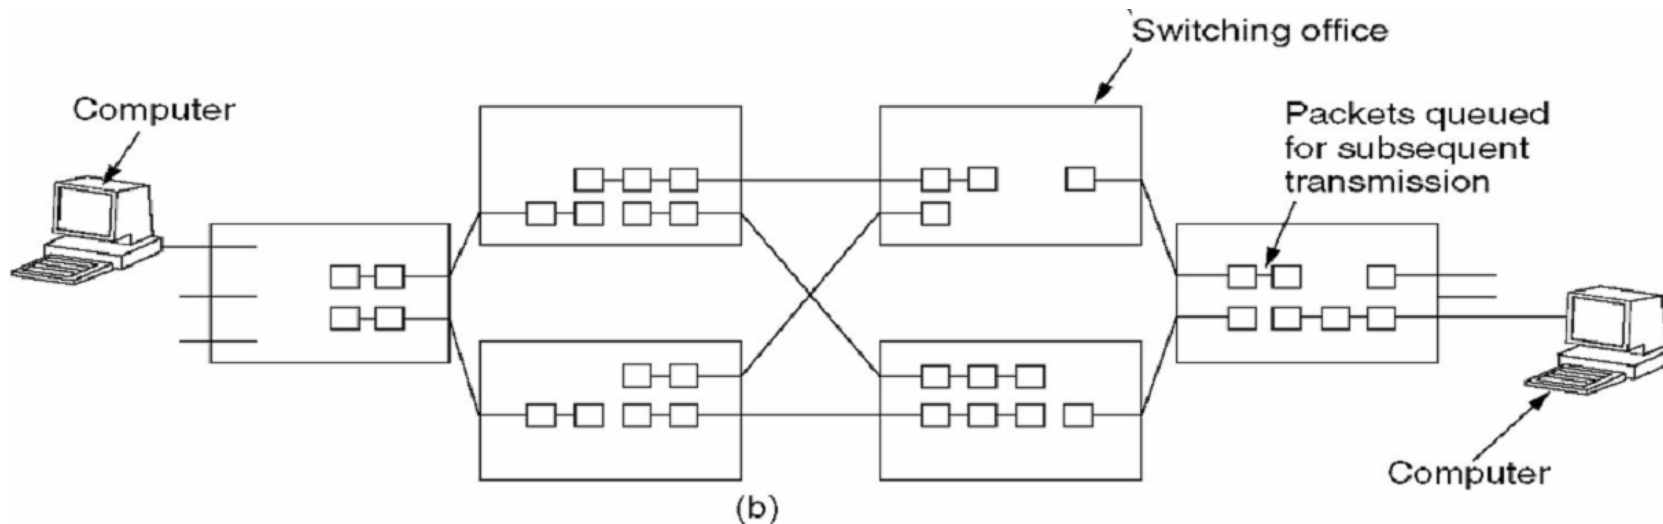 Switching office
Computer
Packets queued
for subsequent
transmission
Computer
(b)